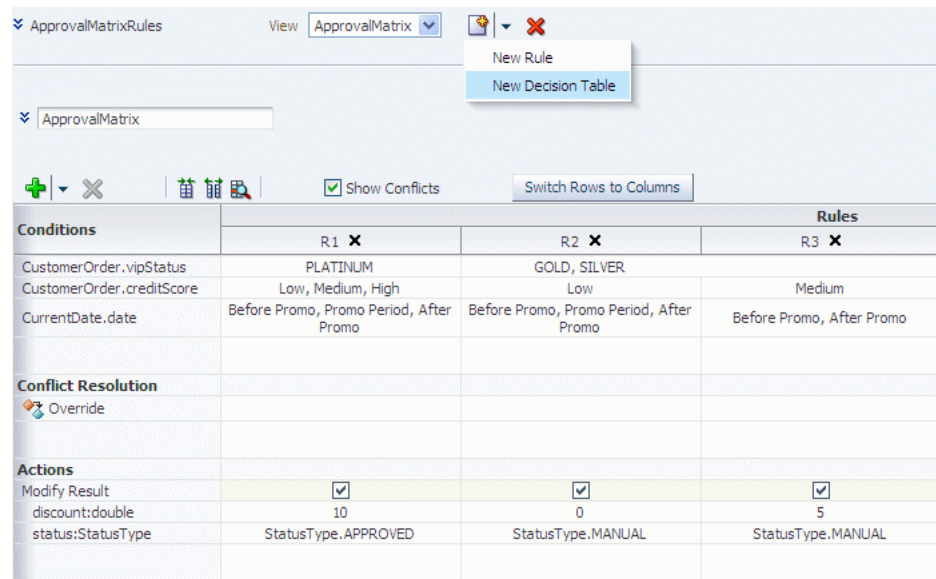 ApprovalMatrixRules View ApprovalMatrix
New Rule
New Decision Table
ApprovalMatrix
Show Conflicts Switch Rows to Columns
Conditions Rules
R1 R2 R3
CustomerOrder.vipStatus PLATINUM GOLD, SILVER
CustomerOrder.creditScore Low, Medium, High Low Medium
CurrentDate.date Before Promo, Promo Period, After Promo Before Promo, Promo Period, After Promo Before Promo, After Promo
Conflict Resolution
Override
Actions
Modify Result
discount:double 10 0 5
status:StatusType StatusType.APPROVED StatusType.MANUAL StatusType.MANUAL